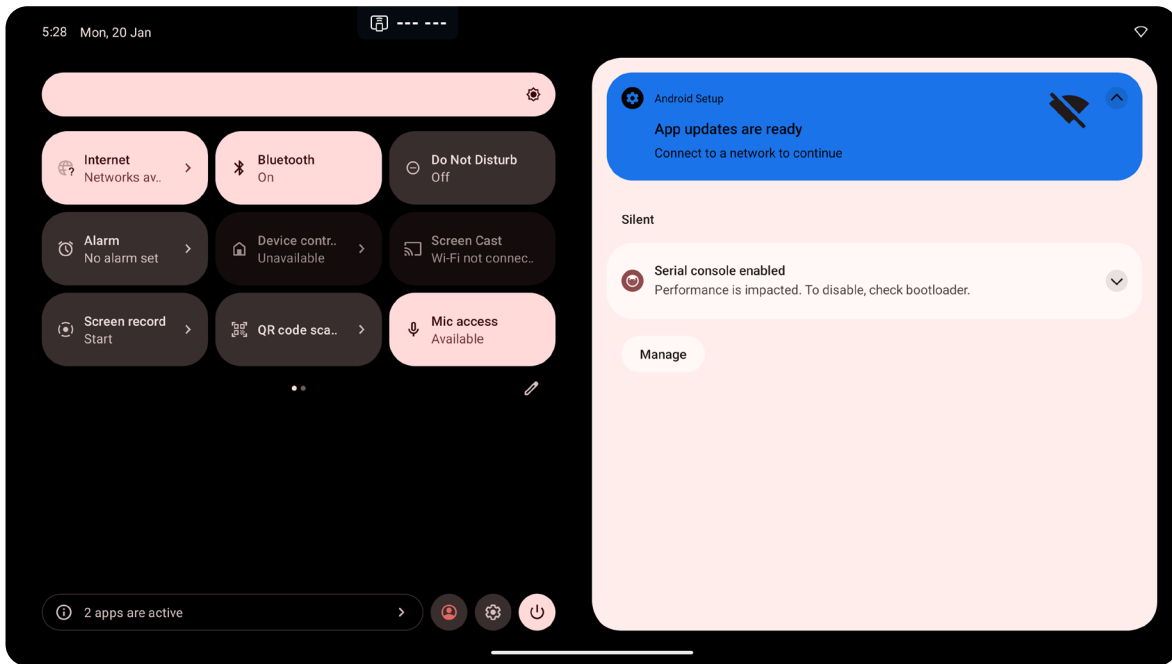 5:28 Mon, 20 Jan
--- ---
Internet
Networks av..
Bluetooth
On
Do Not Disturb
Off
Alarm
No alarm set
Device contr..
Unavailable
Screen Cast
Wi-Fi not connec..
Screen record
Start
QR code sca..
Mic access
Available
2 apps are active
Android Setup
App updates are ready
Connect to a network to continue
Silent
Serial console enabled
Performance is impacted. To disable, check bootloader.
Manage